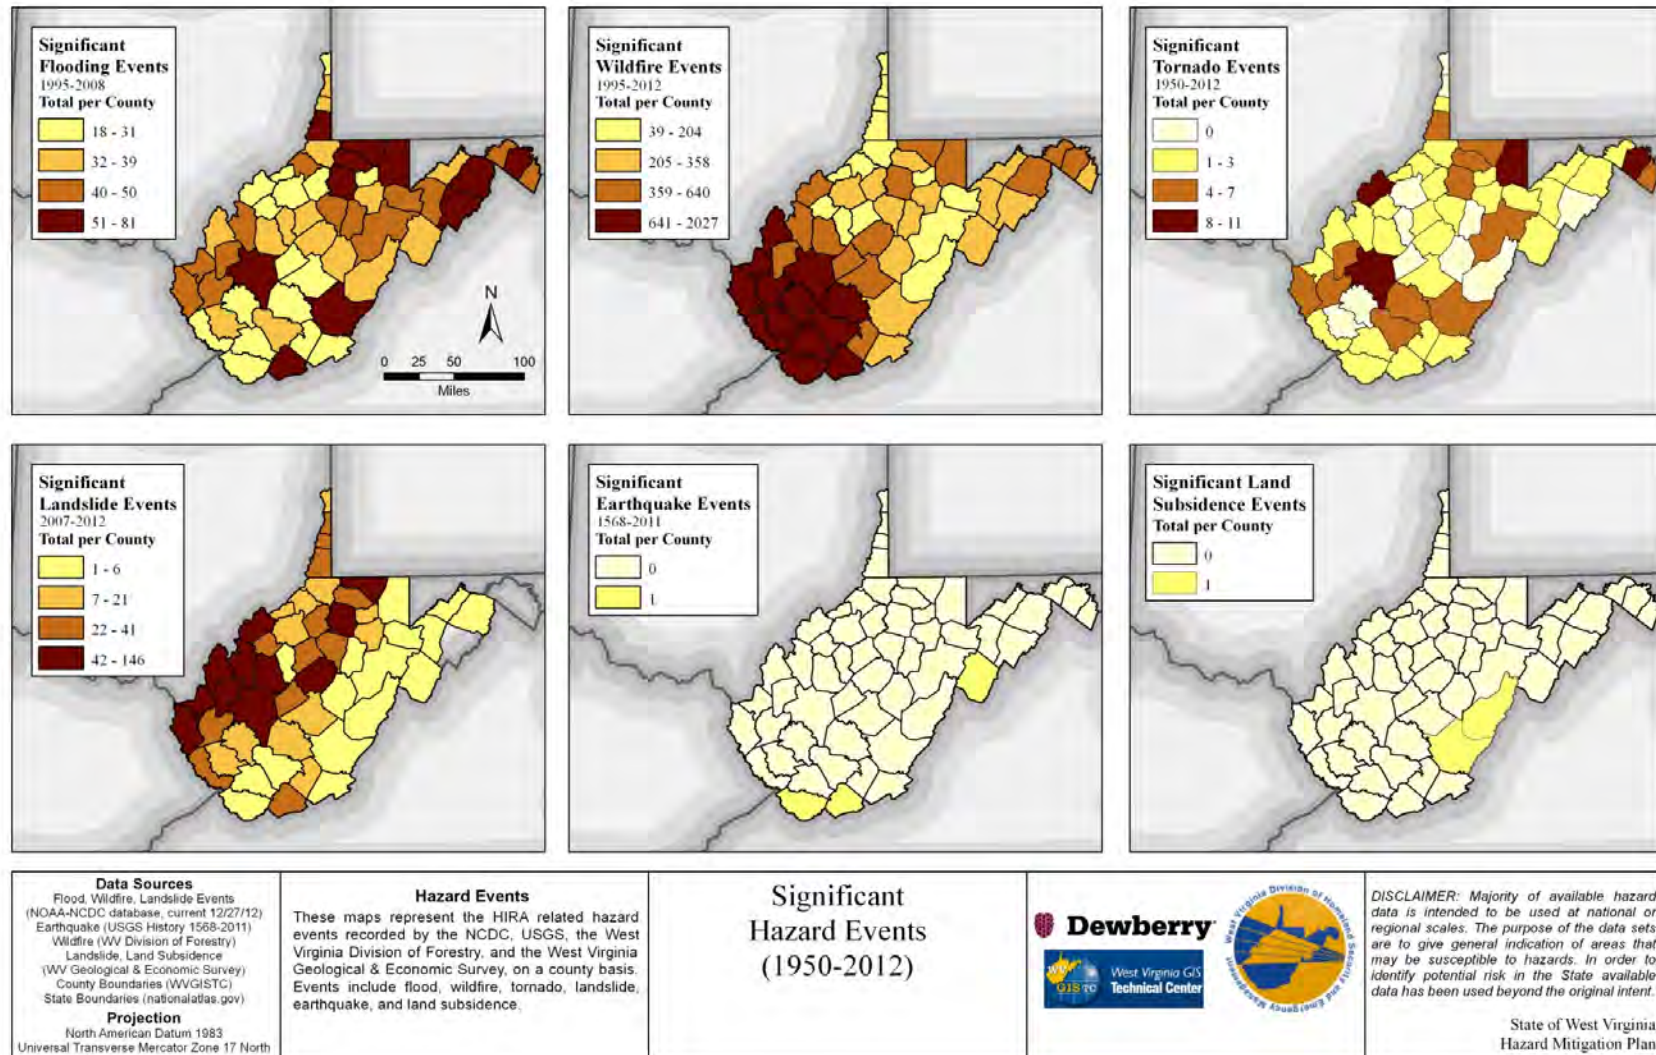 Significant
Flooding Events
1995-2008
Total per County
18 - 31
32 - 39
40 - 50
51 - 81
N
0 25 50 100
Miles
Significant
Wildfire Events
1995-2012
Total per County
39 - 204
205 - 358
359 - 640
641 - 2027
Significant
Tornado Events
1950-2012
Total per County
0
1 - 3
4 - 7
8 - 11
Significant
Landslide Events
2007-2012
Total per County
1 - 6
7 - 21
22 - 41
42 - 146
Significant
Earthquake Events
1568-2011
Total per County
0
1
Significant Land
Subsidence Events
Total per County
0
1
Data Sources
Flood, Wildfire, Landslide Events
(NOAA-NCDC database, current 12/27/12)
Earthquake (USGS History 1568-2011)
Wildfire (WV Division of Forestry)
Landslide, Land Subsidence
(WV Geological & Economic Survey)
County Boundaries (WVGISTC)
State Boundaries (nationalatlas.gov)
Projection
North American Datum 1983
Universal Transverse Mercator Zone 17 North
Hazard Events
These maps represent the HIRA related hazard
events recorded by the NCDC, USGS, the West
Virginia Division of Forestry, and the West Virginia
Geological & Economic Survey, on a county basis.
Events include flood, wildfire, tornado, landslide,
earthquake, and land subsidence.
Significant
Hazard Events
(1950-2012)
Dewberry
WV
GIS TC
West Virginia GIS
Technical Center
West Virginia Division of Homeland Security and Emergency Management
DISCLAIMER: Majority of available hazard
data is intended to be used at national or
regional scales. The purpose of the data sets
are to give general indication of areas that
may be susceptible to hazards. In order to
identify potential risk in the State available
data has been used beyond the original intent.
State of West Virginia
Hazard Mitigation Plan